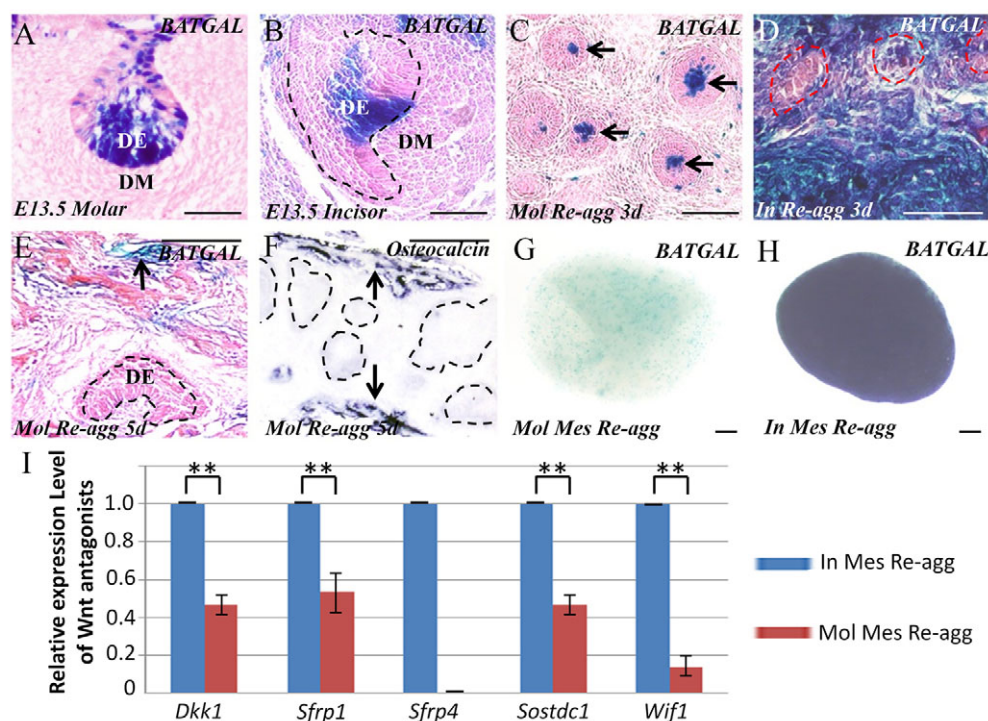 A
BATGAL
DE
DM
E13.5 Molar
B
BATGAL
DE
DM
E13.5 Incisor
C
BATGAL
Mol Re-agg 3d
D
BATGAL
In Re-agg 3d
E
BATGAL
DE
Mol Re-agg 5d
F
Osteocalcin
Mol Re-agg 5d
G
BATGAL
Mol Mes Re-agg
H
BATGAL
In Mes Re-agg
I
Relative expression Level
of Wnt antagonists
1.0
0.8
0.6
0.4
0.2
0
**
**
**
**
Dkk1
Sfrp1
Sfrp4
Sostdc1
Wif1
In Mes Re-agg
Mol Mes Re-agg